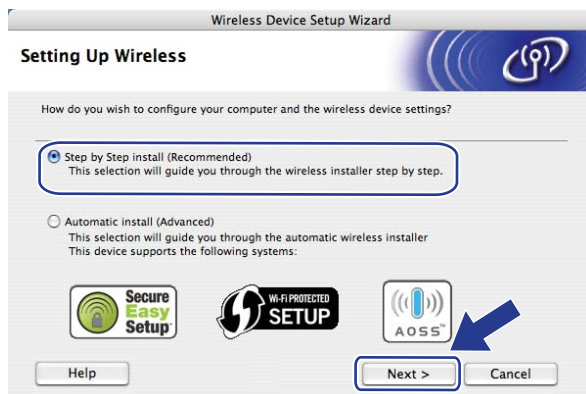 Wireless Device Setup Wizard
Setting Up Wireless
How do you wish to configure your computer and the wireless device settings?
Step by Step install (Recommended)
This selection will guide you through the wireless installer step by step.
Automatic install (Advanced)
This selection will guide you through the automatic wireless installer
This device supports the following systems:
Secure
Easy
Setup™
Wi-Fi PROTECTED
SETUP
AOSS™
Help
Next >
Cancel